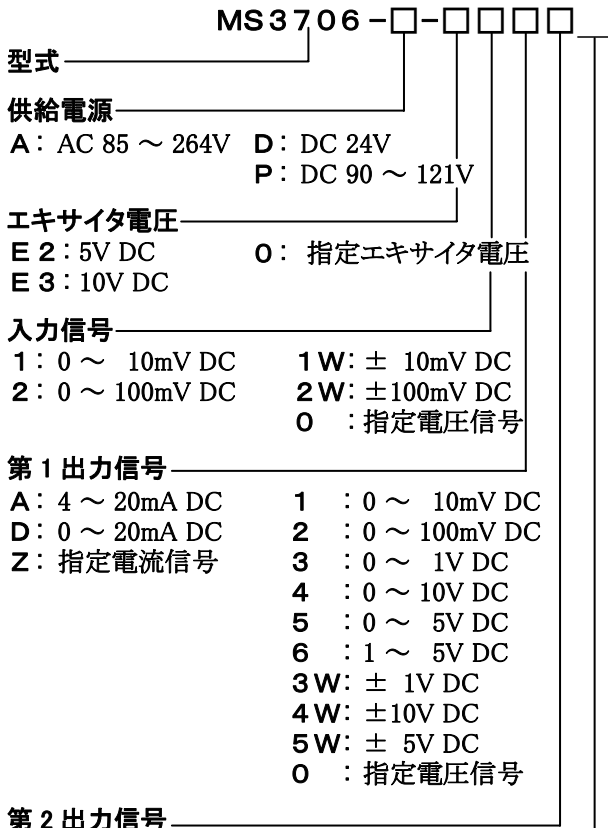 MS3706-□-□□□□
型式
供給電源
A： AC 85 ～ 264V D： DC 24V
P： DC 90 ～ 121V
エキサイタ電圧
E 2：5V DC 0： 指定エキサイタ電圧
E 3：10V DC
入力信号
1： 0 ～ 10mV DC 1W： ± 10mV DC
2： 0 ～ 100mV DC 2W： ±100mV DC
0 ：指定電圧信号
第 1 出力信号
A： 4 ～ 20mA DC 1 ：0 ～ 10mV DC
D： 0 ～ 20mA DC 2 ：0 ～ 100mV DC
Z： 指定電流信号 3 ：0 ～ 1V DC
4 ：0 ～ 10V DC
5 ：0 ～ 5V DC
6 ：1 ～ 5V DC
3W： ± 1V DC
4W： ±10V DC
5W： ± 5V DC
0 ：指定電圧信号
第 2 出力信号